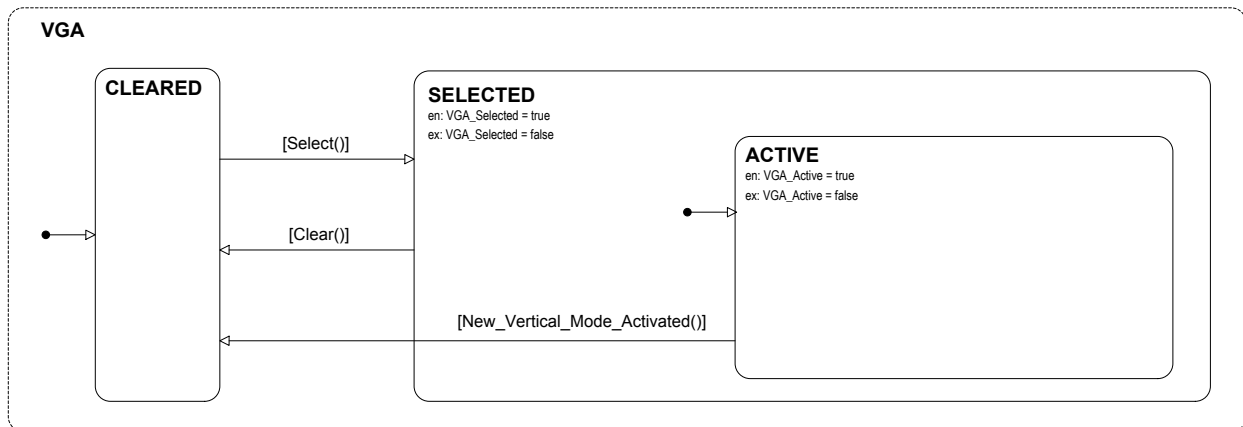 VGA
CLEARED
[Select()]
[Clear()]
[New_Vertical_Mode_Activated()]
SELECTED
en: VGA_Selected = true
ex: VGA_Selected = false
ACTIVE
en: VGA_Active = true
ex: VGA_Active = false